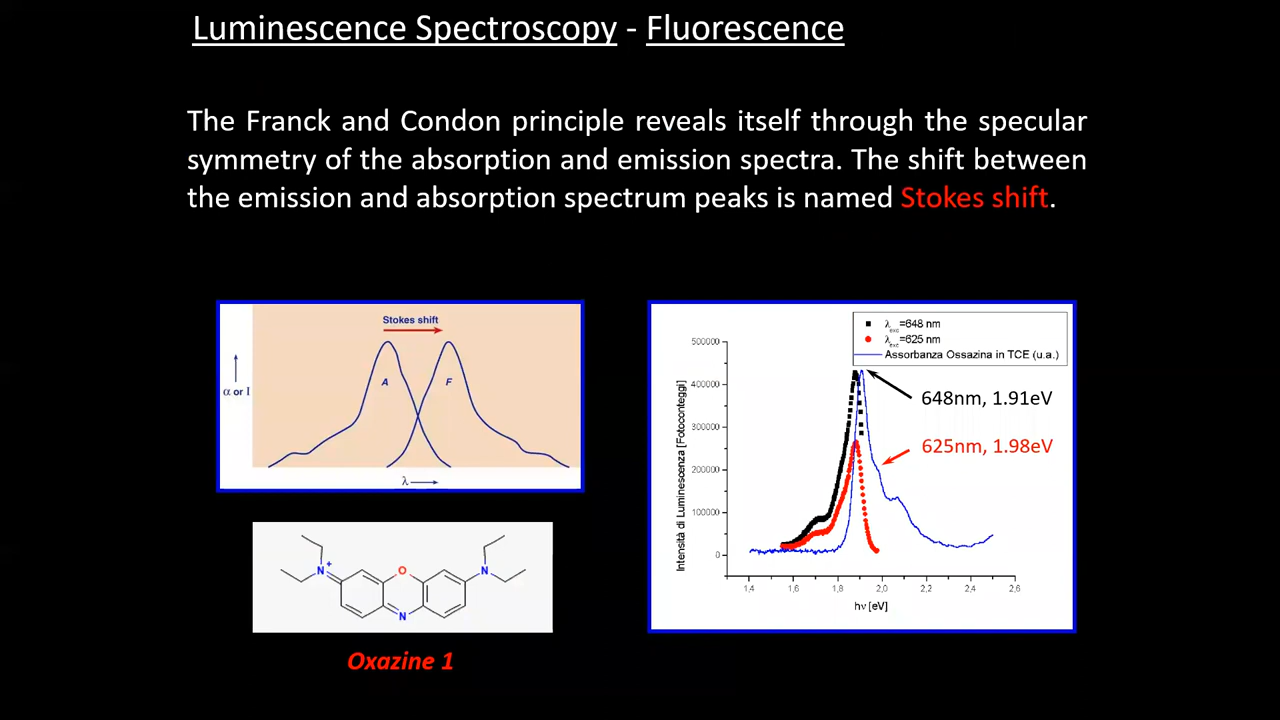 Luminescence Spectroscopy - Fluorescence
The Franck and Condon principle reveals itself through the specular
symmetry of the absorption and emission spectra. The shift between
the emission and absorption spectrum peaks is named Stokes shift.
Stokes shift
A
F
α or I
λ
N
+
O
N
N
Oxazine 1
λexc=648 nm
λexc=625 nm
Assorbanza Ossazina in TCE (u.a.)
648nm, 1.91eV
625nm, 1.98eV
Intensità di Luminescenza [Fotoconteggi]
500000
400000
300000
200000
100000
0
1,4
1,6
1,8
2,0
2,2
2,4
2,6
hν [eV]